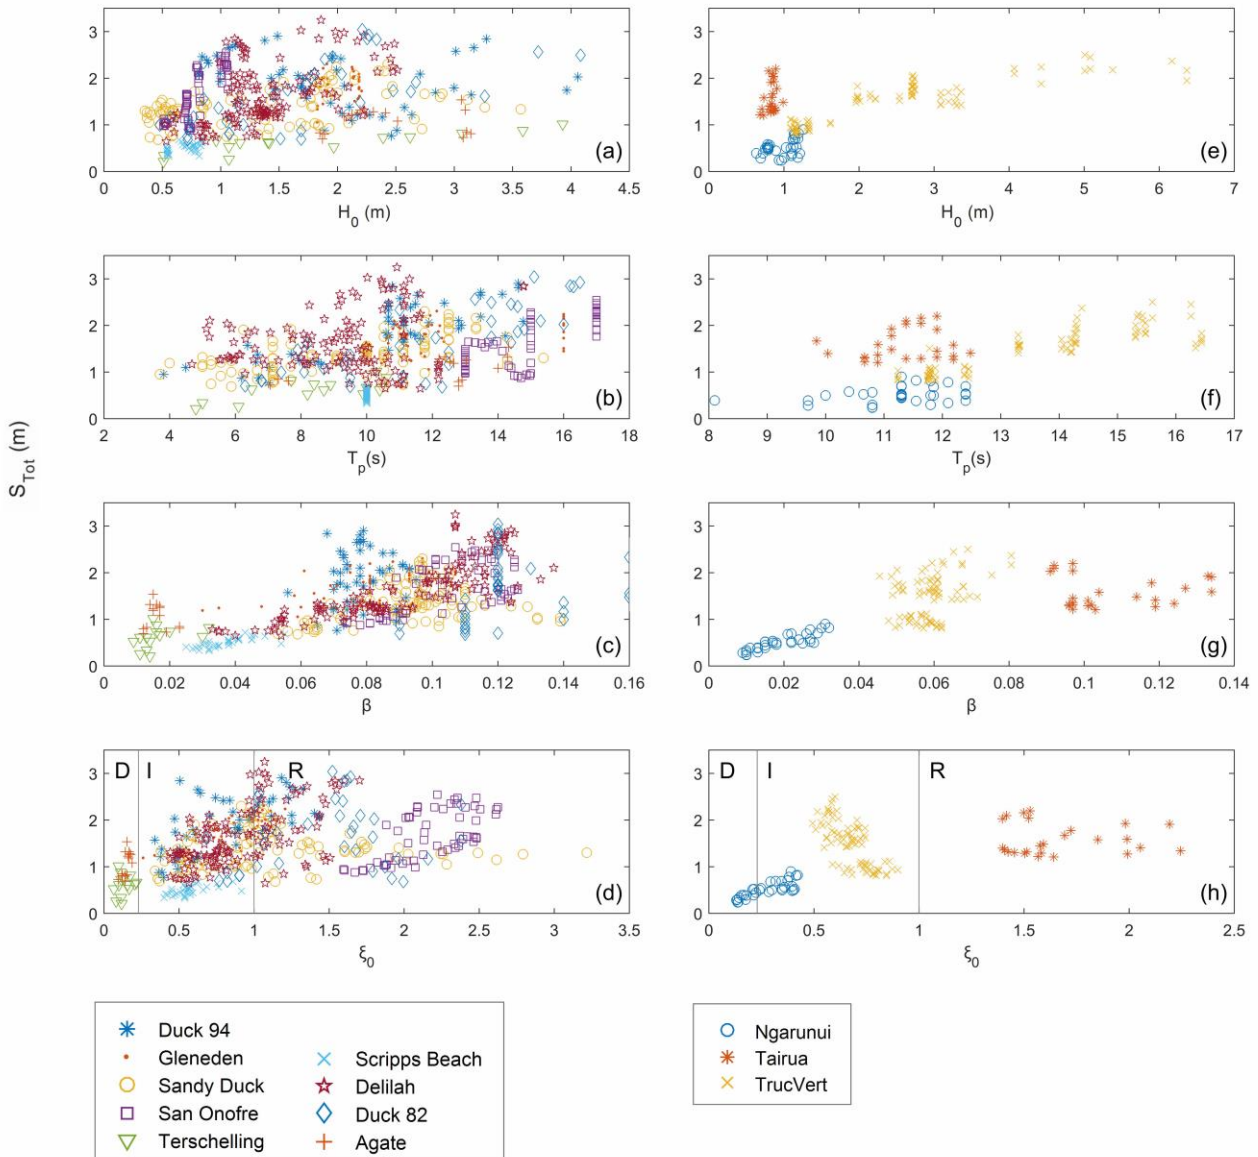 S_Tot (m)
3
2
1
0
(a)
0 0.5 1 1.5 2 2.5 3 3.5 4 4.5
H_0 (m)
3
2
1
0
(e)
0 1 2 3 4 5 6 7
H_0 (m)
3
2
1
0
(b)
2 4 6 8 10 12 14 16 18
T_p(s)
3
2
1
0
(f)
8 9 10 11 12 13 14 15 16 17
T_p(s)
3
2
1
0
(c)
0 0.02 0.04 0.06 0.08 0.1 0.12 0.14 0.16
β
3
2
1
0
(g)
0 0.02 0.04 0.06 0.08 0.1 0.12 0.14
β
D I R
3
2
1
0
(d)
0 0.5 1 1.5 2 2.5 3 3.5
ξ_0
D I R
3
2
1
0
(h)
0 0.5 1 1.5 2 2.5
ξ_0
Duck 94
Gleneden
Sandy Duck
San Onofre
Terschelling
Scripps Beach
Delilah
Duck 82
Agate
Ngarunui
Tairua
TrucVert